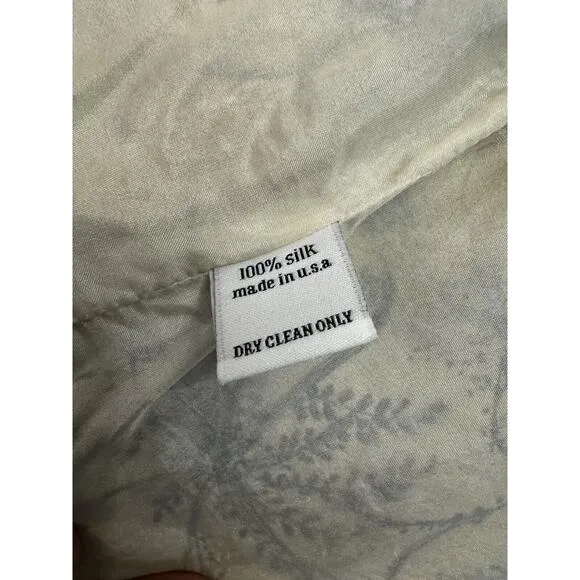 100% silk
made in u.s.a
DRY CLEAN ONLY